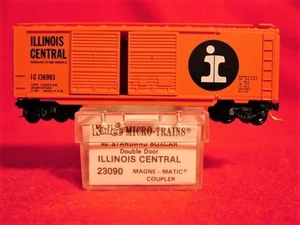 ILLINOIS
CENTRAL
IC 136993
i
Kadee MICRO-TRAINS®
40' STANDARD BOXCAR
Double Door
ILLINOIS CENTRAL
23090 MAGNE-MATIC®
COUPLER